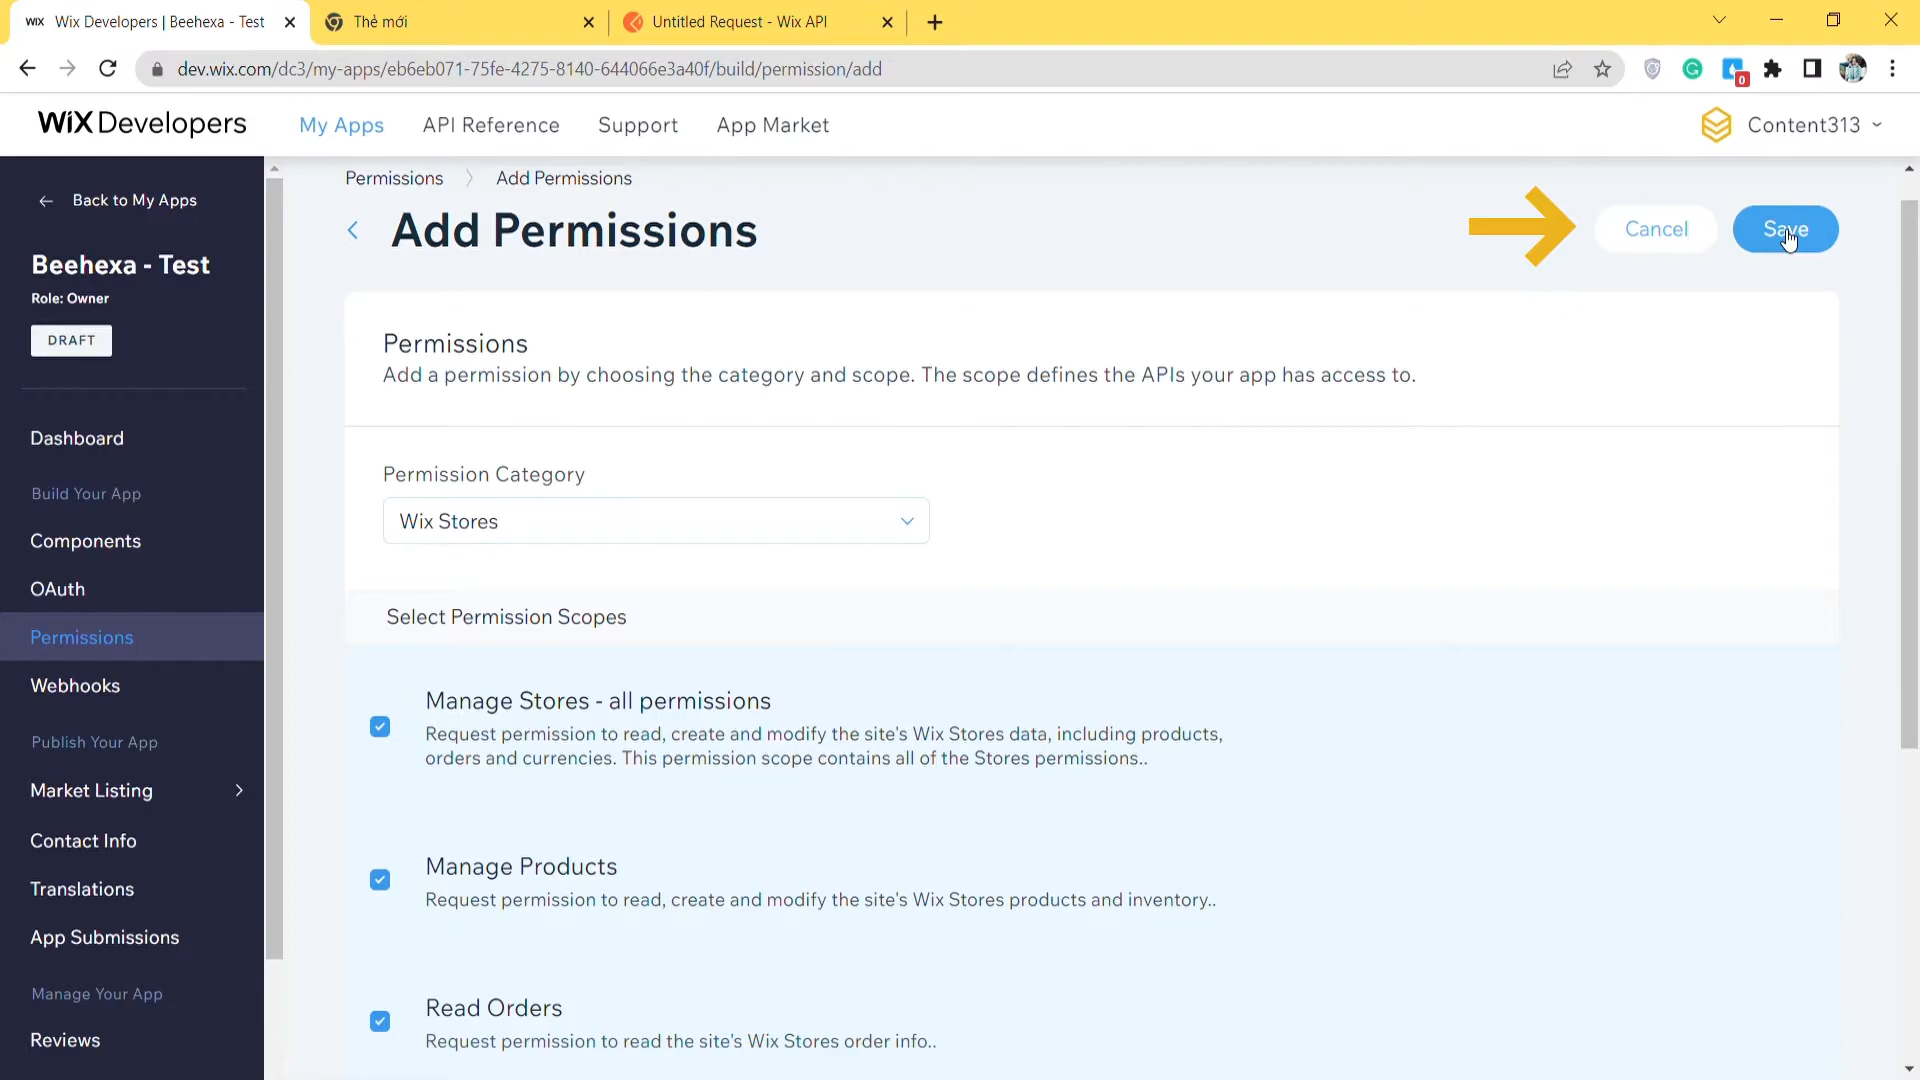 WiX Wix Developers | Beehexa - Test
Thẻ mới
Untitled Request - Wix API
dev.wix.com/dc3/my-apps/eb6eb071-75fe-4275-8140-644066e3a40f/build/permission/add
0
WiX Developers
My Apps
API Reference
Support
App Market
Content313
Back to My Apps
Beehexa - Test
Role: Owner
DRAFT
Dashboard
Build Your App
Components
OAuth
Permissions
Webhooks
Publish Your App
Market Listing
Contact Info
Translations
App Submissions
Manage Your App
Reviews
Permissions
Add Permissions
Add Permissions
Cancel
Save
Permissions
Add a permission by choosing the category and scope. The scope defines the APIs your app has access to.
Permission Category
Wix Stores
Select Permission Scopes
Manage Stores - all permissions
Request permission to read, create and modify the site's Wix Stores data, including products,
orders and currencies. This permission scope contains all of the Stores permissions..
Manage Products
Request permission to read, create and modify the site's Wix Stores products and inventory..
Read Orders
Request permission to read the site's Wix Stores order info..